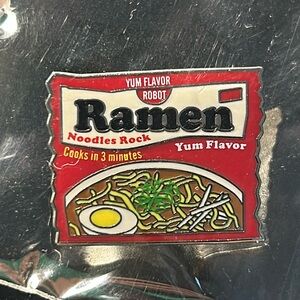 YUM FLAVOR
ROBOT
Ramen
Noodles Rock
Yum Flavor
Cooks in 3 minutes